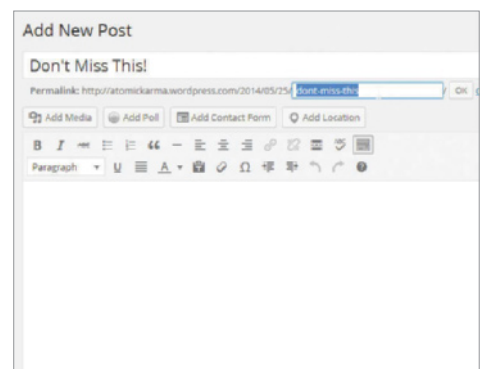 Add New Post
Don't Miss This!
Permalink: http://atomickarma.wordpress.com/2014/05/25/ dont-miss-this / OK
Add Media Add Poll Add Contact Form Add Location
B I ABC
Paragraph U A Ω